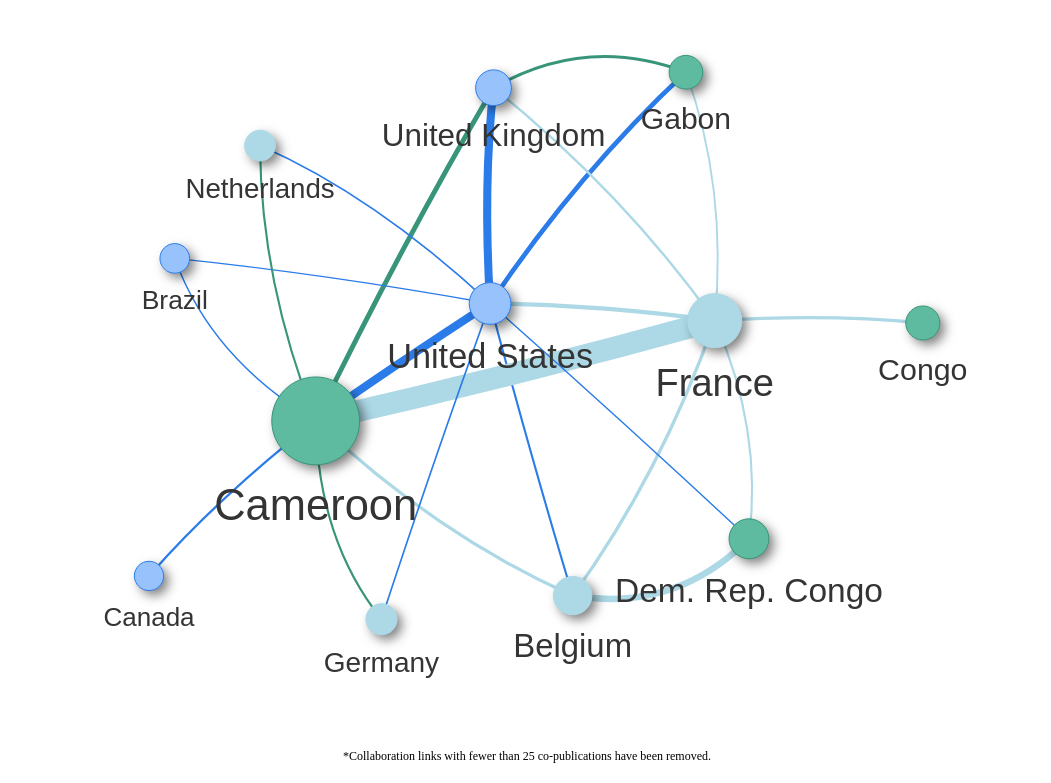 Gabon
United Kingdom
Netherlands
Brazil
United States
France
Congo
Cameroon
Dem. Rep. Congo
Canada
Belgium
Germany
*Collaboration links with fewer than 25 co-publications have been removed.